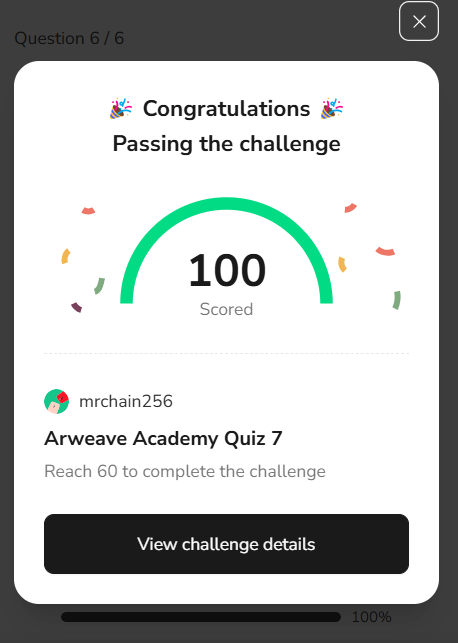 Question 6 / 6
🎉 Congratulations 🎉
Passing the challenge
100
Scored
mrchain256
Arweave Academy Quiz 7
Reach 60 to complete the challenge
View challenge details
100%